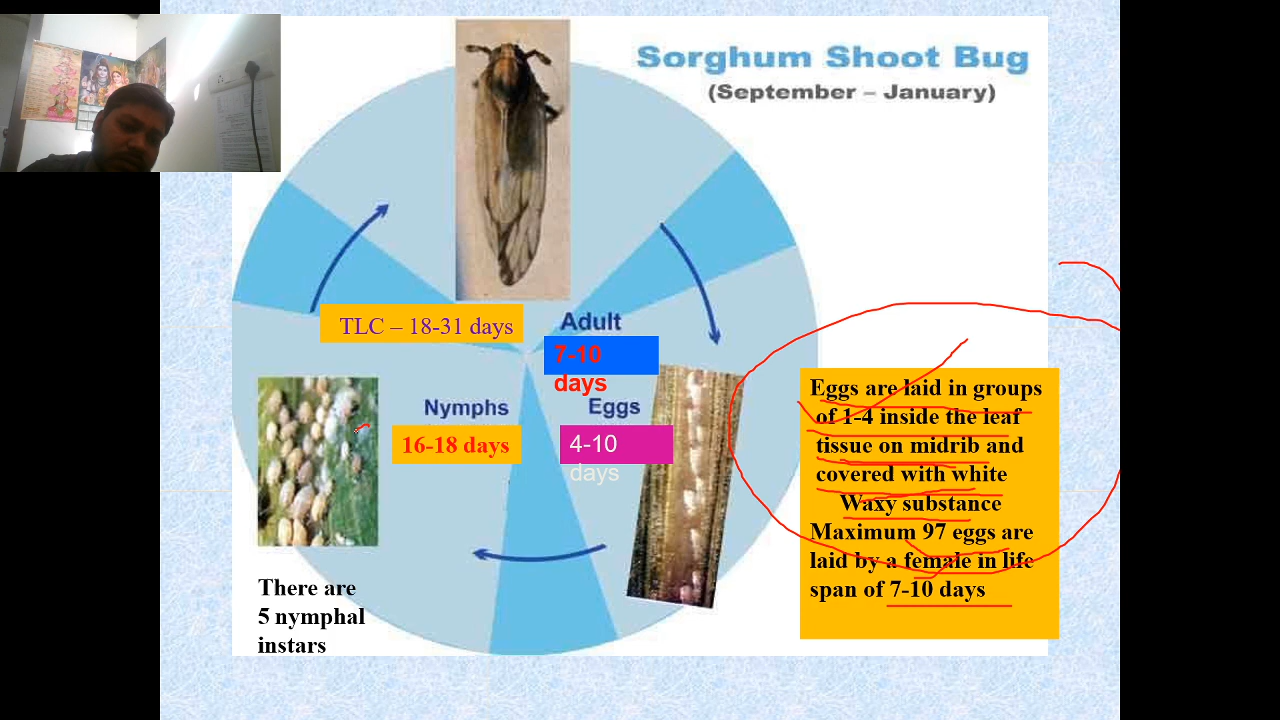 Sorghum Shoot Bug
(September – January)
TLC – 18-31 days
Adult
7-10
days
Nymphs
16-18 days
Eggs
4-10
days
There are
5 nymphal
instars
Eggs are laid in groups
of 1-4 inside the leaf
tissue on midrib and
covered with white
Waxy substance
Maximum 97 eggs are
laid by a female in life
span of 7-10 days